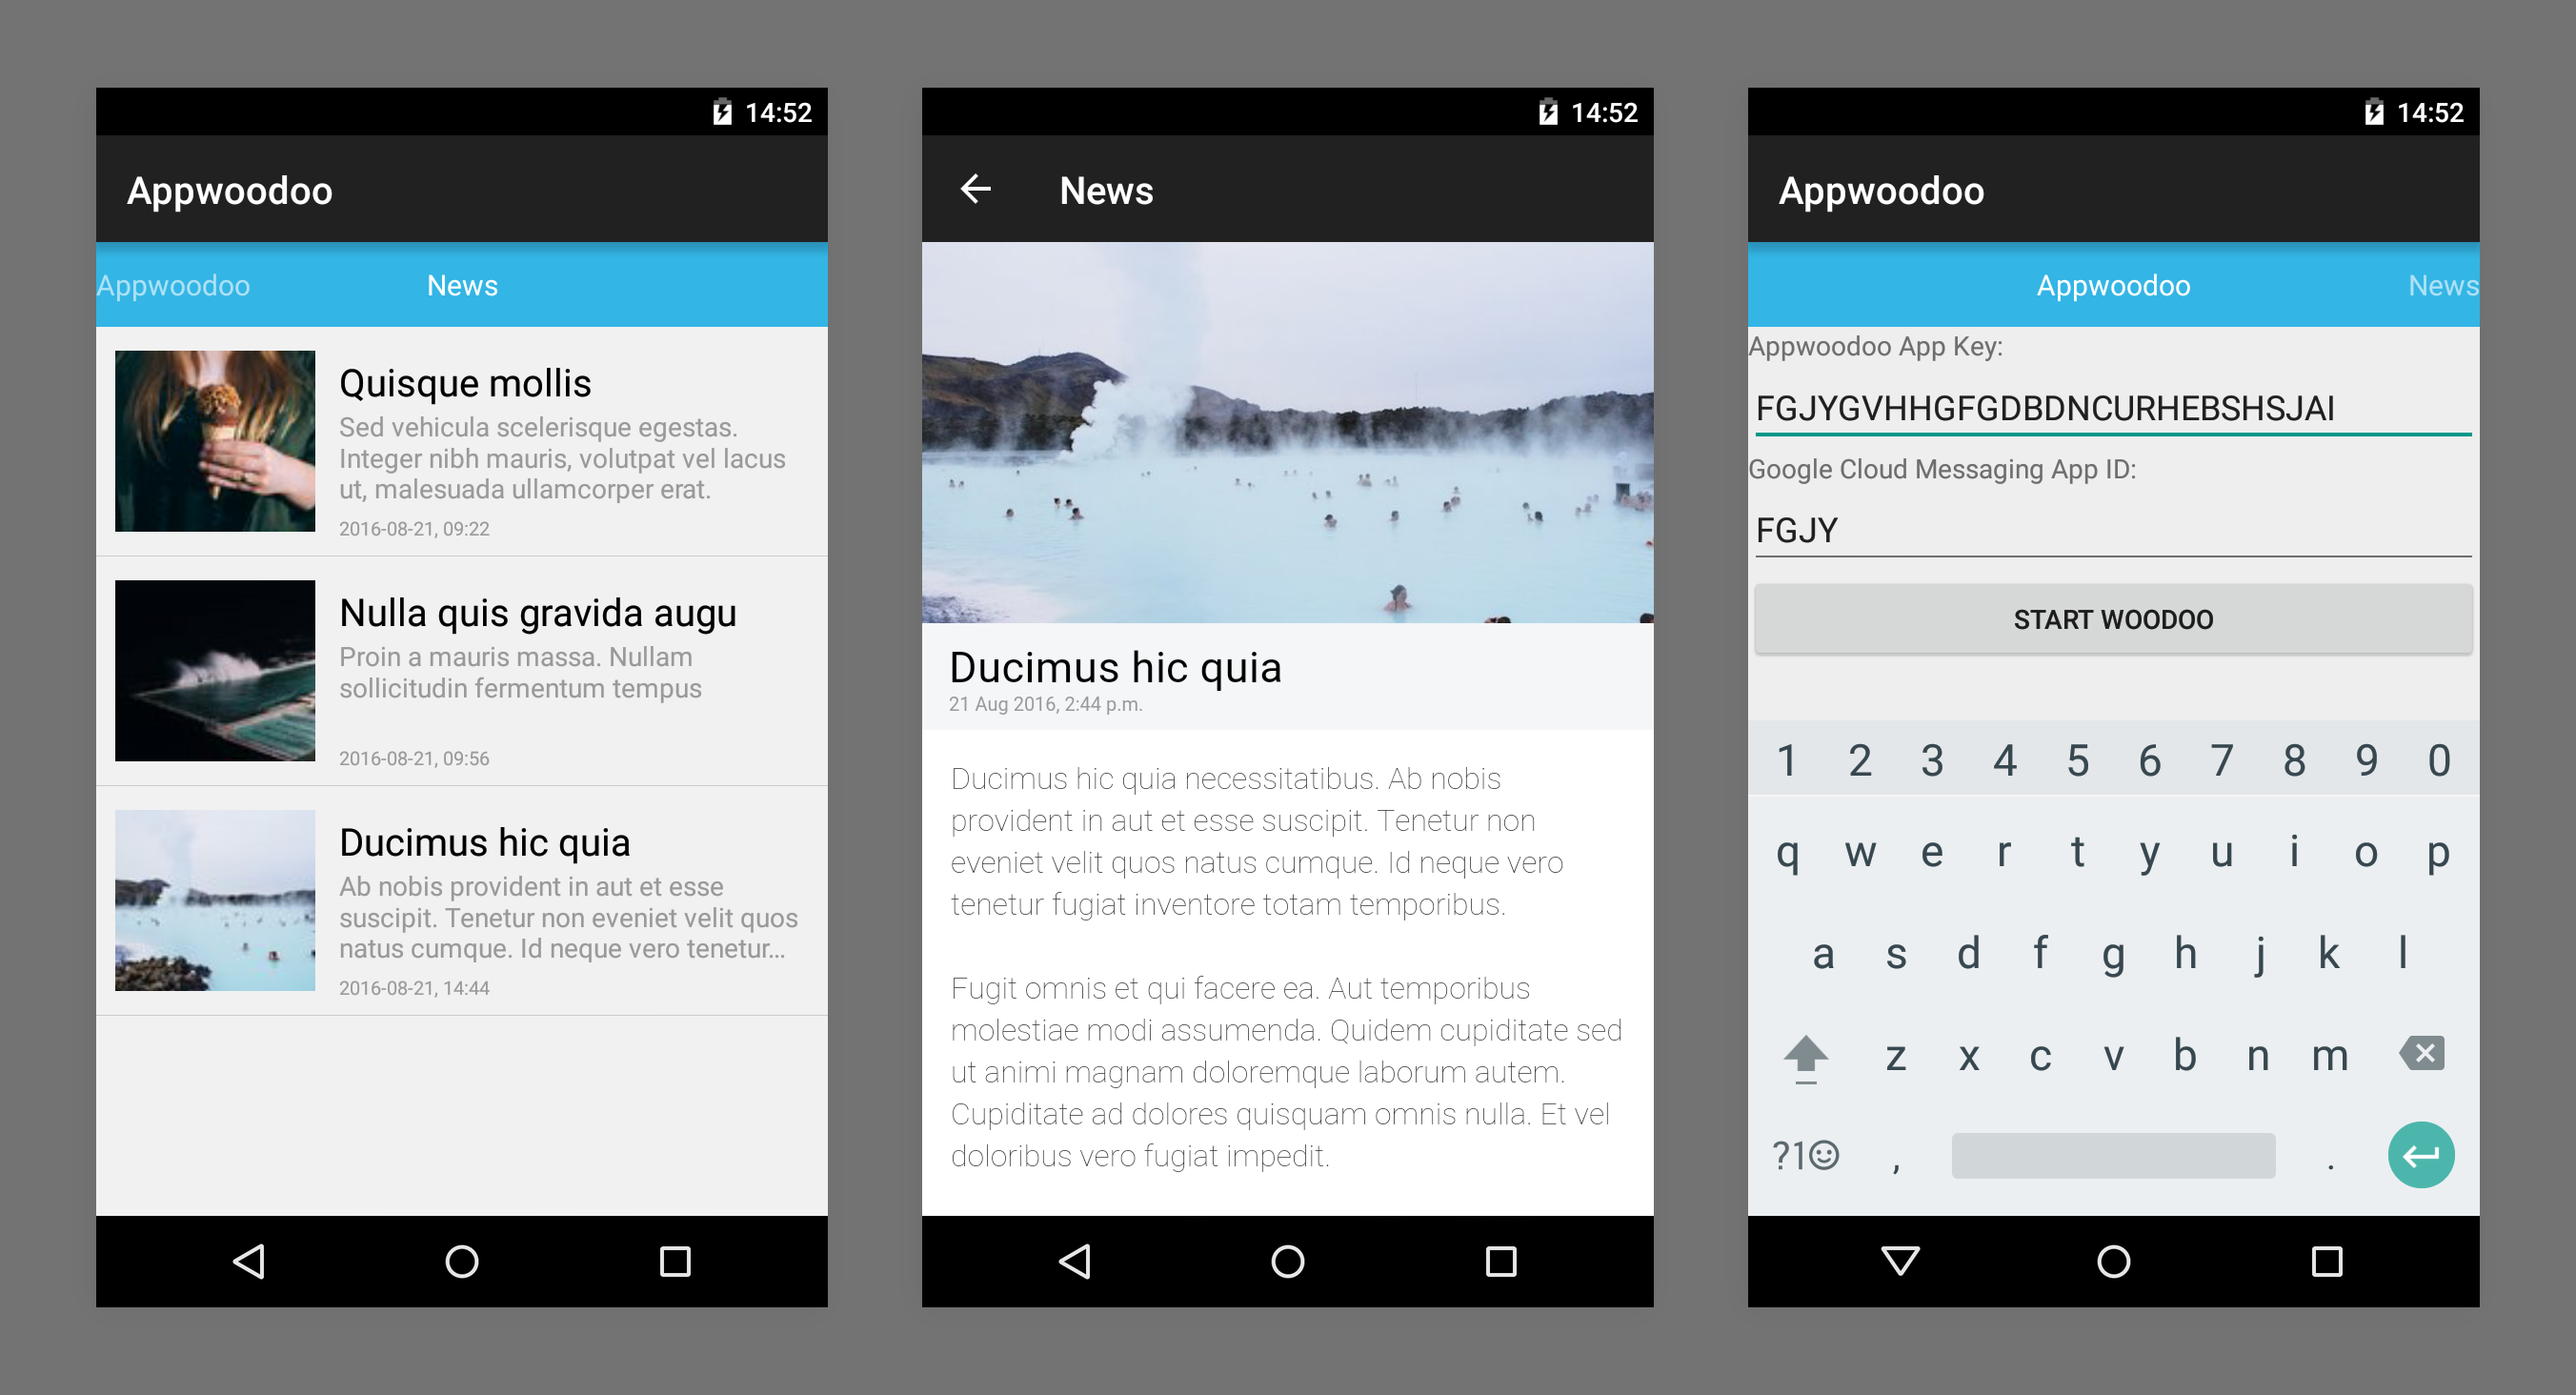 14:52
Appwoodoo
Appwoodoo News
Quisque mollis
Sed vehicula scelerisque egestas.
Integer nibh mauris, volutpat vel lacus
ut, malesuada ullamcorper erat.
2016-08-21, 09:22
Nulla quis gravida augu
Proin a mauris massa. Nullam
sollicitudin fermentum tempus
2016-08-21, 09:56
Ducimus hic quia
Ab nobis provident in aut et esse
suscipit. Tenetur non eveniet velit quos
natus cumque. Id neque vero tenetur...
2016-08-21, 14:44
14:52
News
Ducimus hic quia
21 Aug 2016, 2:44 p.m.
Ducimus hic quia necessitatibus. Ab nobis
provident in aut et esse suscipit. Tenetur non
eveniet velit quos natus cumque. Id neque vero
tenetur fugiat inventore totam temporibus.
Fugit omnis et qui facere ea. Aut temporibus
molestiae modi assumenda. Quidem cupiditate sed
ut animi magnam doloremque laborum autem.
Cupiditate ad dolores quisquam omnis nulla. Et vel
doloribus vero fugiat impedit.
14:52
Appwoodoo
Appwoodoo News
Appwoodoo App Key:
FGJYGVHHGFGDBDNCURHEBSHSJAI
Google Cloud Messaging App ID:
FGJY
START WOODOO
1 2 3 4 5 6 7 8 9 0
q w e r t y u i o p
a s d f g h j k l
z x c v b n m
?1☺ , .